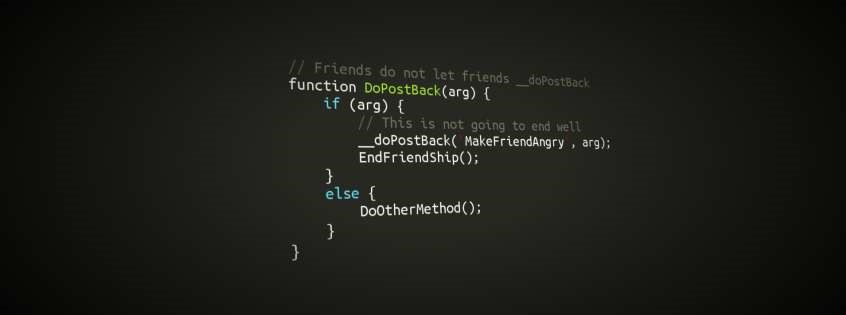 // Friends do not let friends __doPostBack
function DoPostBack(arg) {
if (arg) {
// This is not going to end well
__doPostBack( MakeFriendAngry , arg);
EndFriendShip();
}
else {
DoOtherMethod();
}
}